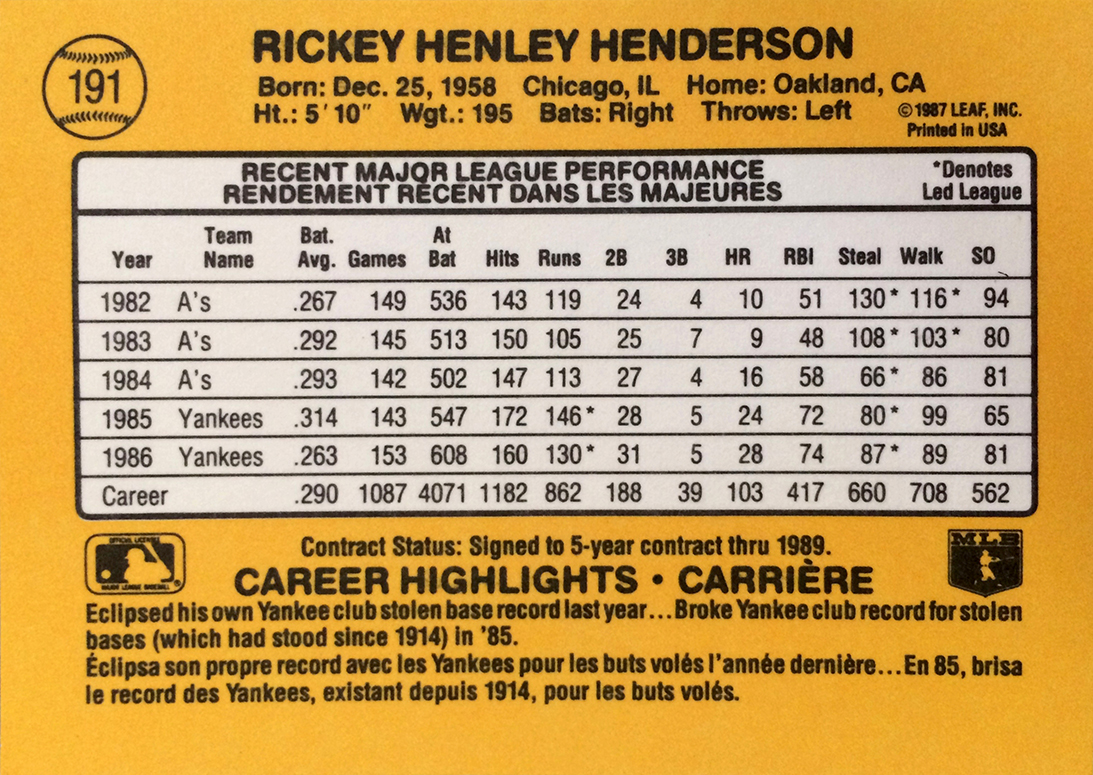 191
RICKEY HENLEY HENDERSON
Born: Dec. 25, 1958 Chicago, IL Home: Oakland, CA
Ht.: 5' 10" Wgt.: 195 Bats: Right Throws: Left
©1987 LEAF, INC.
Printed in USA
RECENT MAJOR LEAGUE PERFORMANCE
RENDEMENT RÉCENT DANS LES MAJEURES
*Denotes
Led League
Year Team Name Bat. Avg. Games At Bat Hits Runs 2B 3B HR RBI Steal Walk SO
1982 A's .267 149 536 143 119 24 4 10 51 130* 116* 94
1983 A's .292 145 513 150 105 25 7 9 48 108* 103* 80
1984 A's .293 142 502 147 113 27 4 16 58 66* 86 81
1985 Yankees .314 143 547 172 146* 28 5 24 72 80* 99 65
1986 Yankees .263 153 608 160 130* 31 5 28 74 87* 89 81
Career .290 1087 4071 1182 862 188 39 103 417 660 708 562
OFFICIAL LICENSEE
MAJOR LEAGUE BASEBALL
®
Contract Status: Signed to 5-year contract thru 1989.
MLB
CAREER HIGHLIGHTS • CARRIÈRE
Eclipsed his own Yankee club stolen base record last year...Broke Yankee club record for stolen
bases (which had stood since 1914) in '85.
Éclipsa son propre record avec les Yankees pour les buts volés l'année dernière...En 85, brisa
le record des Yankees, existant depuis 1914, pour les buts volés.